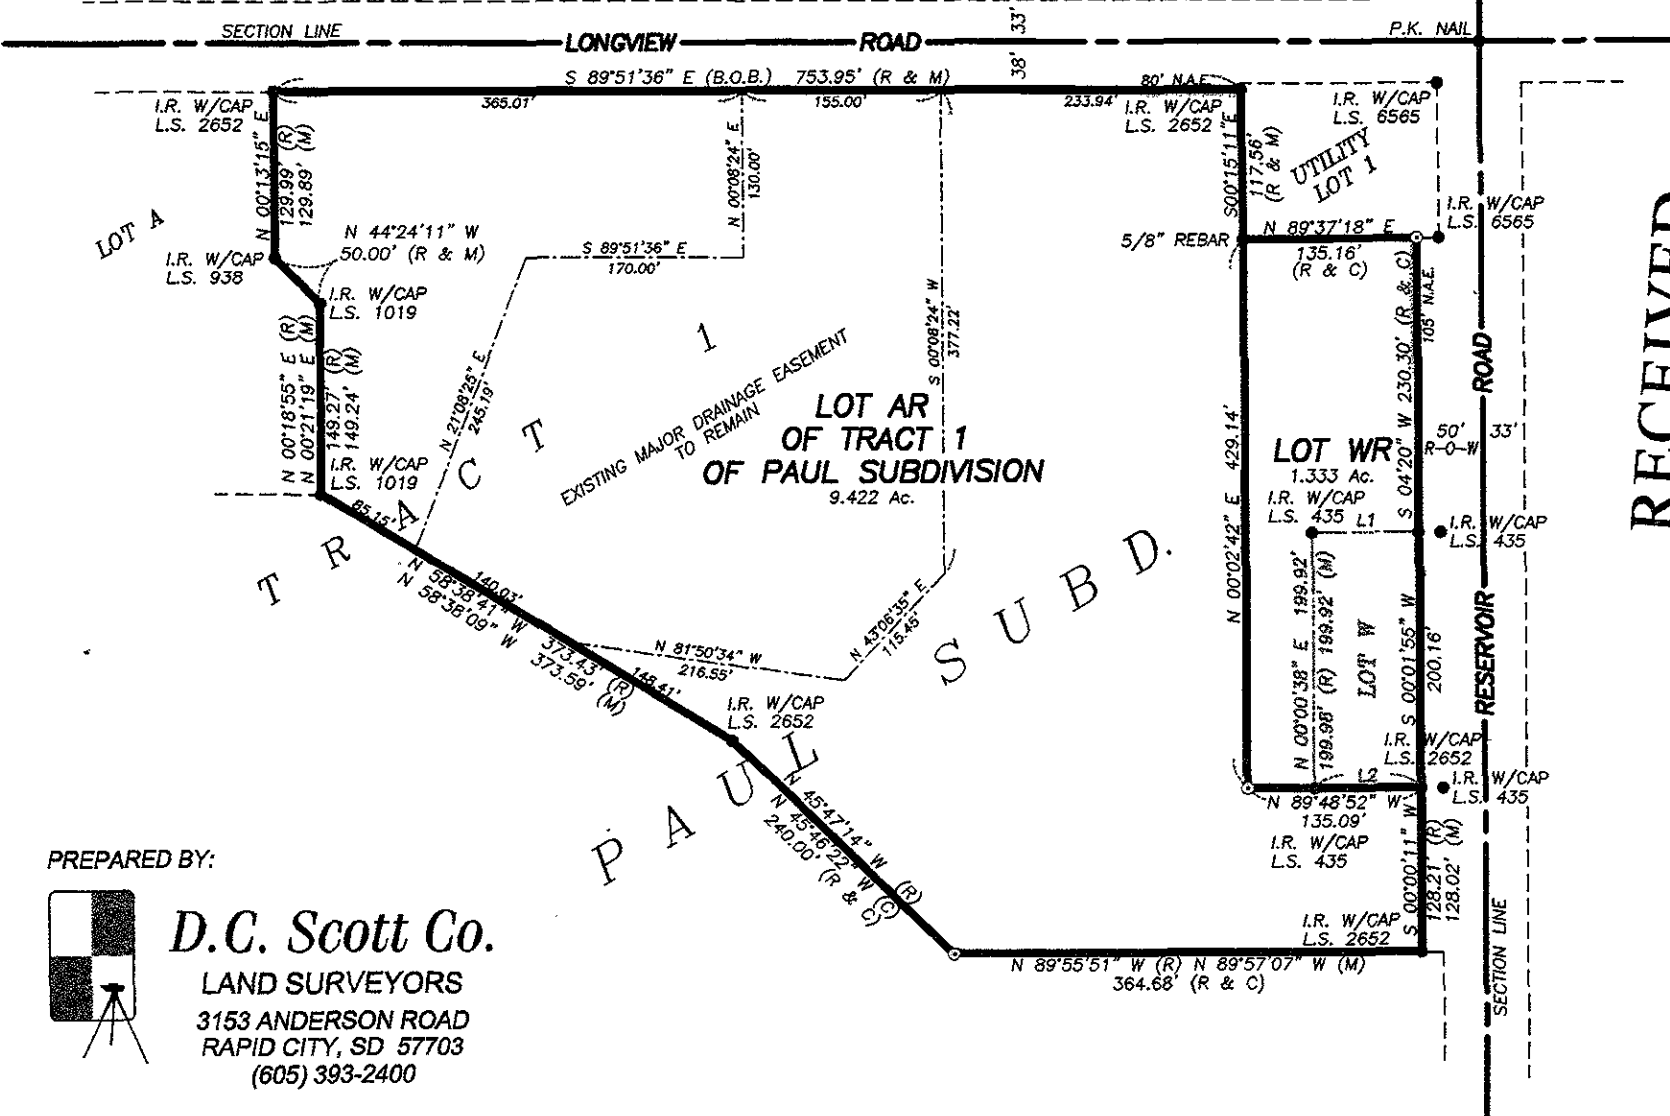 SECTION LINE
LONGVIEW ROAD
33'
38'
P.K. NAIL
S 89°51'36" E (B.O.B.) 753.95' (R & M)
365.01'
155.00'
233.94'
80' N.A.E.
I.R. W/CAP
L.S. 2652
I.R. W/CAP
L.S. 2652
I.R. W/CAP
L.S. 6565
UTILITY
LOT 1
N 00°13'15" E
129.99' (R)
129.89' (M)
N 00°08'24" E
130.00'
S00°15'11"E
117.56'
(R & M)
LOT A
N 44°24'11" W
50.00' (R & M)
I.R. W/CAP
L.S. 938
S 89°51'36" E
170.00'
5/8" REBAR
N 89°37'18" E
135.16'
(R & C)
I.R. W/CAP
L.S. 6565
I.R. W/CAP
L.S. 1019
N 00°18'55" E (R)
N 00°21'19" E (M)
149.27' (R)
149.24' (M)
I.R. W/CAP
L.S. 1019
N 21°08'25" E
245.19'
S 00°08'24" W
377.22'
EXISTING MAJOR DRAINAGE EASEMENT
TO REMAIN
TRACT 1
LOT AR
OF TRACT 1
OF PAUL SUBDIVISION
9.422 Ac.
N 00°02'42" E 429.14'
S 04°20" W 230.30' (R & C)
105' N.A.E.
LOT WR
1.333 Ac.
50'
R-O-W
33'
RESERVOIR ROAD
I.R. W/CAP
L.S. 435
L1
I.R. W/CAP
L.S. 435
85.15'
N 58°38'41" W 373.43' (R)
N 58°38'09" W 373.59' (M)
140.03'
148.41'
N 81°50'34" W
216.55'
N 43°06'35" E
115.45'
PAUL SUBD.
N 00°00'38" E 199.92'
199.98' (R) 199.92' (M)
LOT W
S 00°01'55" W
200.16'
I.R. W/CAP
L.S. 2652
I.R. W/CAP
L.S. 2652
L2
I.R. W/CAP
L.S. 435
N 89°48'52" W
135.09'
I.R. W/CAP
L.S. 435
S 00°00'11" W
128.21' (R)
128.02' (M)
N 45°47'14" W (R)
N 45°46'22" W (C)
240.00' (R & C)
I.R. W/CAP
L.S. 2652
N 89°55'51" W (R) N 89°57'07" W (M)
364.68' (R & C)
SECTION LINE
RECEIVED
PREPARED BY:
D.C. Scott Co.
LAND SURVEYORS
3153 ANDERSON ROAD
RAPID CITY, SD 57703
(605) 393-2400